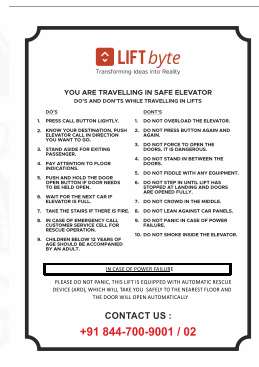 LIFT byte
Transforming Ideas into Reality
YOU ARE TRAVELLING IN SAFE ELEVATOR
DO'S AND DON'TS WHILE TRAVELLING IN LIFTS
DO'S
1. PRESS CALL BUTTON LIGHTLY.
2. KNOW YOUR DESTINATION, PUSH
ELEVATOR CALL IN DIRECTION
YOU WANT TO GO.
3. STAND ASIDE FOR EXITING
PASSENGER.
4. PAY ATTENTION TO FLOOR
INDICATIONS.
5. PUSH AND HOLD THE DOOR
OPEN BUTTON IF DOOR NEEDS
TO BE HELD OPEN.
6. WAIT FOR THE NEXT CAR IF
ELEVATOR IS FULL.
7. TAKE THE STAIRS IF THERE IS FIRE.
8. IN CASE OF EMERGENCY CALL
CUSTOMER SERVICE CELL FOR
RESCUE OPERATION.
9. CHILDREN BELOW 12 YEARS OF
AGE SHOULD BE ACCOMPANIED
BY AN ADULT.
DONT'S
1. DO NOT OVERLOAD THE ELEVATOR.
2. DO NOT PRESS BUTTON AGAIN AND
AGAIN.
3. DO NOT FORCE TO OPEN THE
DOORS, IT IS DANGEROUS.
4. DO NOT STAND IN BETWEEN THE
DOORS.
5. DO NOT FIDDLE WITH ANY EQUIPMENT.
6. DO NOT STEP IN UNTIL LIFT HAS
STOPPED AT LANDING AND DOORS
ARE OPENED FULLY.
7. DO NOT CROWD IN THE MIDDLE.
8. DO NOT LEAN AGAINST CAR PANELS.
9. DO NOT PANIC IN CASE OF POWER
FAILURE.
10. DO NOT SMOKE INSIDE THE ELEVATOR.
IN CASE OF POWER FAILURE
PLEASE DO NOT PANIC, THIS LIFT IS EQUIPPED WITH AUTOMATIC RESCUE
DEVICE (ARD), WHICH WILL TAKE YOU SAFELY TO THE NEAREST FLOOR AND
THE DOOR WILL OPEN AUTOMATICALLY
CONTACT US :
+91 844-700-9001 / 02